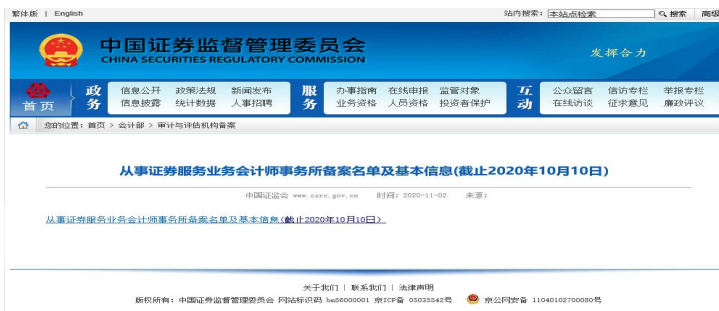 繁体版 | English 站内搜索: 本站点检索 搜索 高级
中国证券监督管理委员会
CHINA SECURITIES REGULATORY COMMISSION
发挥合力
首页
政务 信息公开 政策法规 新闻发布 服务 办事指南 在线申报 监管对象 互动 公众留言 信访专栏 举报专栏
信息披露 统计数据 人事招聘 业务资格 人员资格 投资者保护 在线访谈 征求意见 廉政评议
您的位置: 首页 > 会计部 > 审计与评估机构备案
从事证券服务业务会计师事务所备案名单及基本信息(截止2020年10月10日)
中国证监会 www.csrc.gov.cn 时间: 2020-11-02 来源:
从事证券服务业务会计师事务所备案名单及基本信息(截止2020年10月10日)
关于我们 | 联系我们 | 法律声明
版权所有: 中国证券监督管理委员会 网站标识码 bm56000001 京ICP备 05035542号 京公网安备 11040102700080号